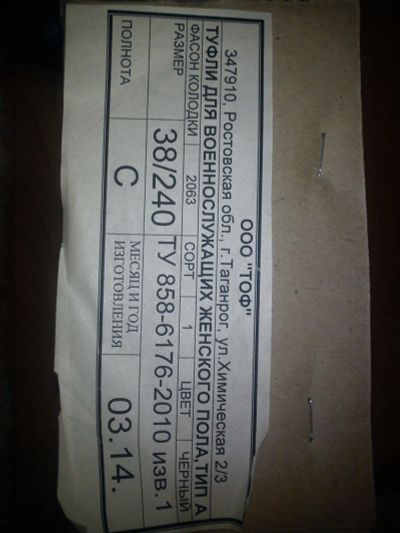 ООО "ТОФ"
347910, Ростовская обл., г.Таганрог, ул.Химическая 2/3
ТУФЛИ ДЛЯ ВОЕННОСЛУЖАЩИХ ЖЕНСКОГО ПОЛА,ТИП А
ФАСОН КОЛОДКИ 2063 СОРТ 1 ЦВЕТ ЧЕРНЫЙ
РАЗМЕР 38/240 ТУ 858-6176-2010 изв.1
ПОЛНОТА С МЕСЯЦ И ГОД ИЗГОТОВЛЕНИЯ 03.14.